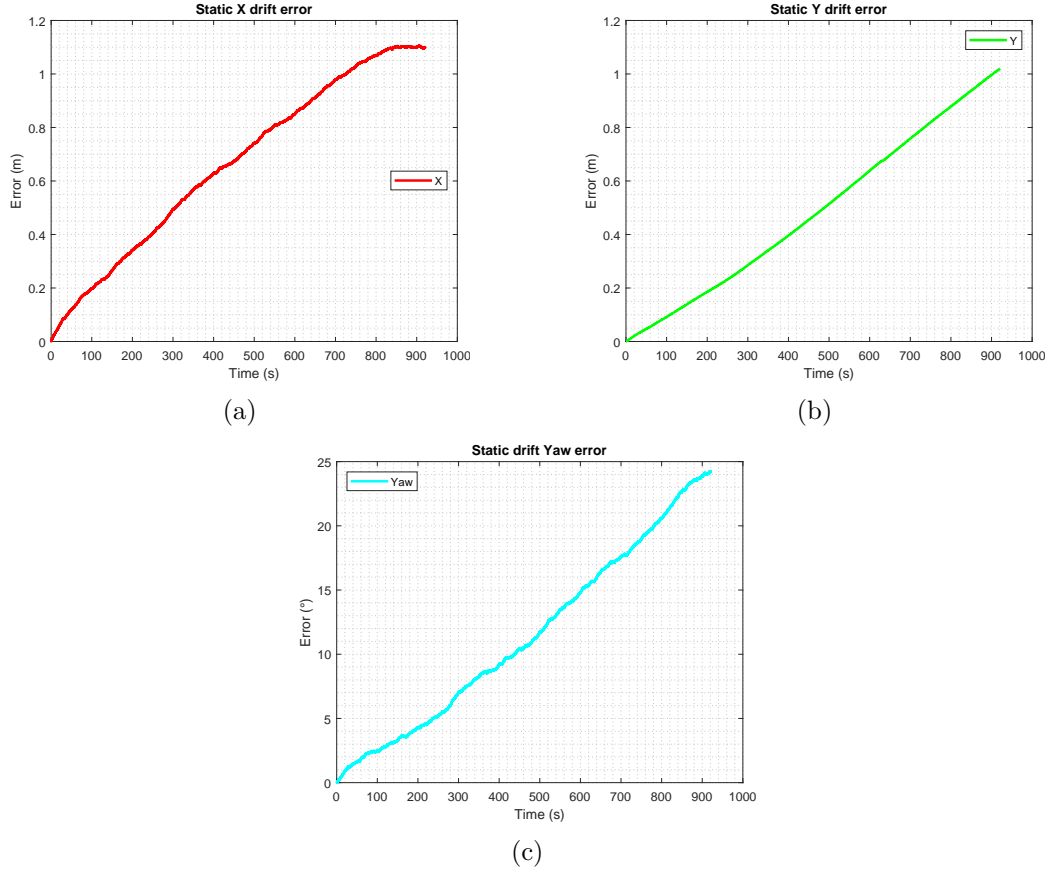 Static X drift error
1.2
1
0.8
0.6
0.4
0.2
0
Error (m)
X
0 100 200 300 400 500 600 700 800 900 1000
Time (s)
(a)
Static Y drift error
1.2
1
0.8
0.6
0.4
0.2
0
Error (m)
Y
0 100 200 300 400 500 600 700 800 900 1000
Time (s)
(b)
Static drift Yaw error
25
20
15
10
5
0
Error (°)
Yaw
0 100 200 300 400 500 600 700 800 900 1000
Time (s)
(c)